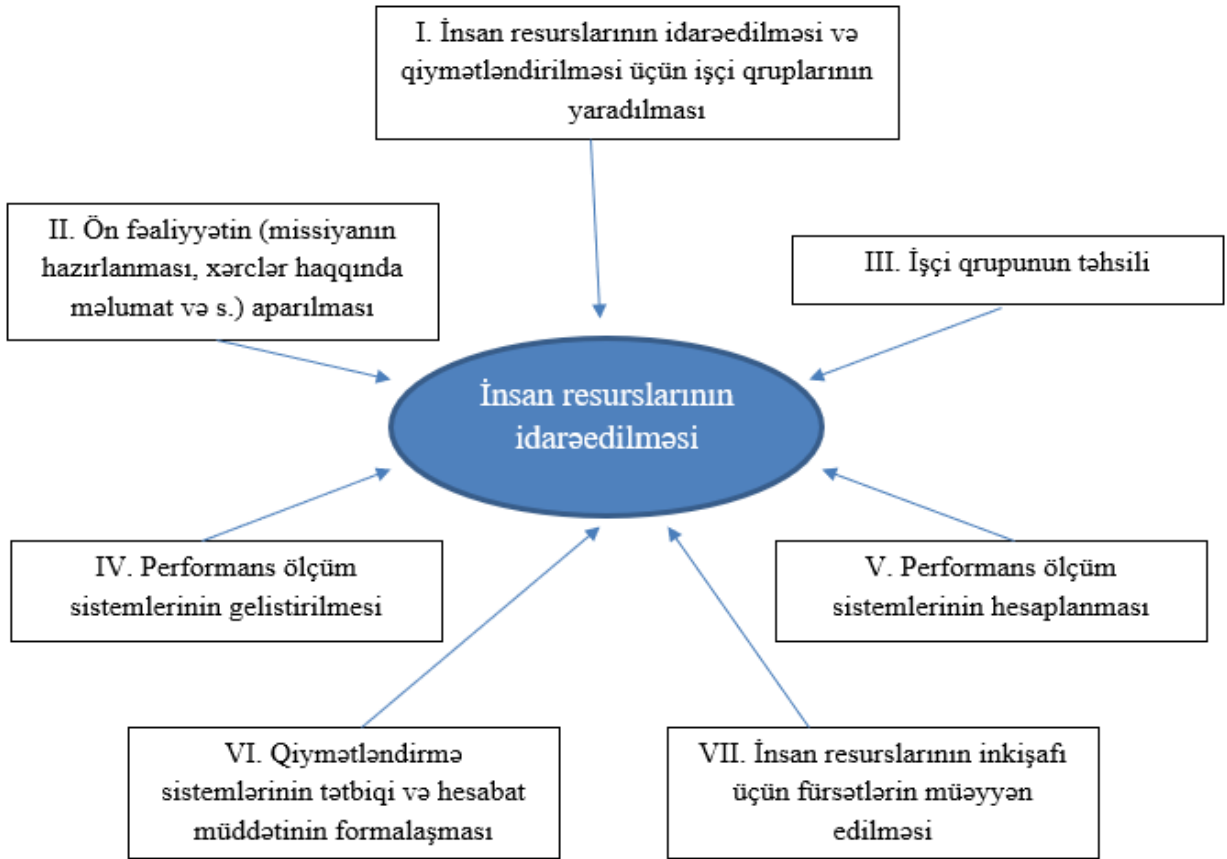 I. İnsan resurslarının idarəedilməsi və
qiymətləndirilməsi üçün işçi qruplarının
yaradılması
II. Ön fəaliyyətin (missiyanın
hazırlanması, xərclər haqqında
məlumat və s.) aparılması
III. İşçi qrupunun təhsili
İnsan resurslarının
idarəedilməsi
IV. Performans ölçüm
sistemlerinin gelistirilmesi
V. Performans ölçüm
sistemlərinin hesaplanması
VI. Qiymətləndirmə
sistemlərinin tətbiqi və hesabat
müddətinin formalaşması
VII. İnsan resurslarının inkişafı
üçün fürsətlərin müəyyən
edilməsi